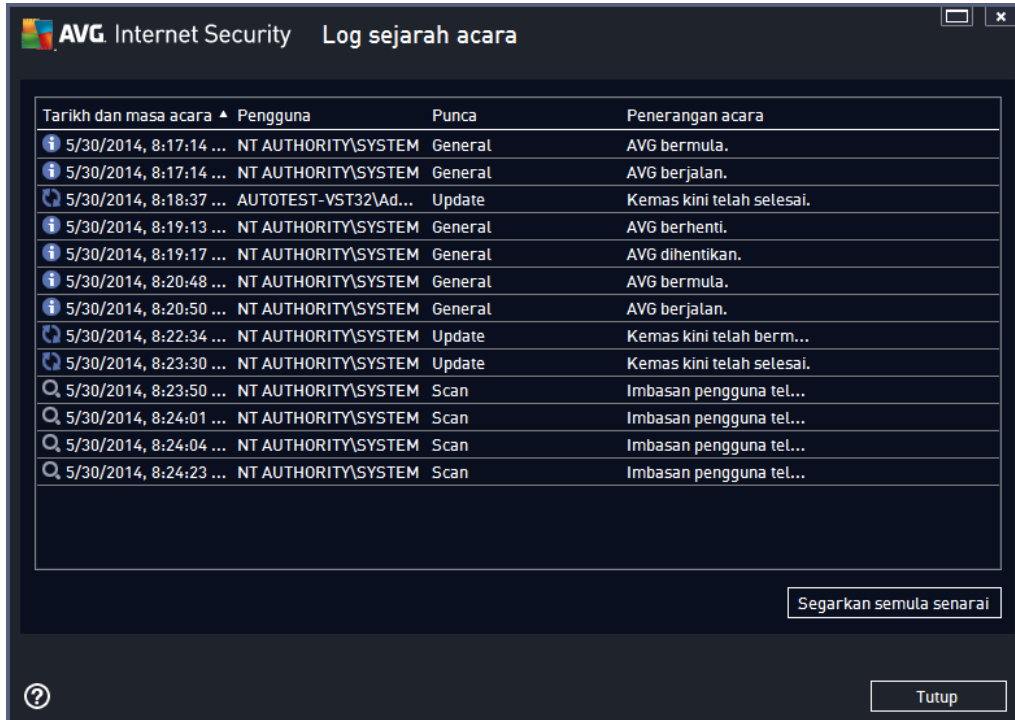 AVG. Internet Security Log sejarah acara
Tarikh dan masa acara Pengguna Punca Penerangan acara
5/30/2014, 8:17:14 ... NT AUTHORITY\SYSTEM General AVG bermula.
5/30/2014, 8:17:14 ... NT AUTHORITY\SYSTEM General AVG berjalan.
5/30/2014, 8:18:37 ... AUTOTEST-VST32\Ad... Update Kemas kini telah selesai.
5/30/2014, 8:19:13 ... NT AUTHORITY\SYSTEM General AVG berhenti.
5/30/2014, 8:19:17 ... NT AUTHORITY\SYSTEM General AVG dihentikan.
5/30/2014, 8:20:48 ... NT AUTHORITY\SYSTEM General AVG bermula.
5/30/2014, 8:20:50 ... NT AUTHORITY\SYSTEM General AVG berjalan.
5/30/2014, 8:22:34 ... NT AUTHORITY\SYSTEM Update Kemas kini telah berm...
5/30/2014, 8:23:30 ... NT AUTHORITY\SYSTEM Update Kemas kini telah selesai.
5/30/2014, 8:23:50 ... NT AUTHORITY\SYSTEM Scan Imbasan pengguna tel...
5/30/2014, 8:24:01 ... NT AUTHORITY\SYSTEM Scan Imbasan pengguna tel...
5/30/2014, 8:24:04 ... NT AUTHORITY\SYSTEM Scan Imbasan pengguna tel...
5/30/2014, 8:24:23 ... NT AUTHORITY\SYSTEM Scan Imbasan pengguna tel...
Segarkan semula senarai
Tutup